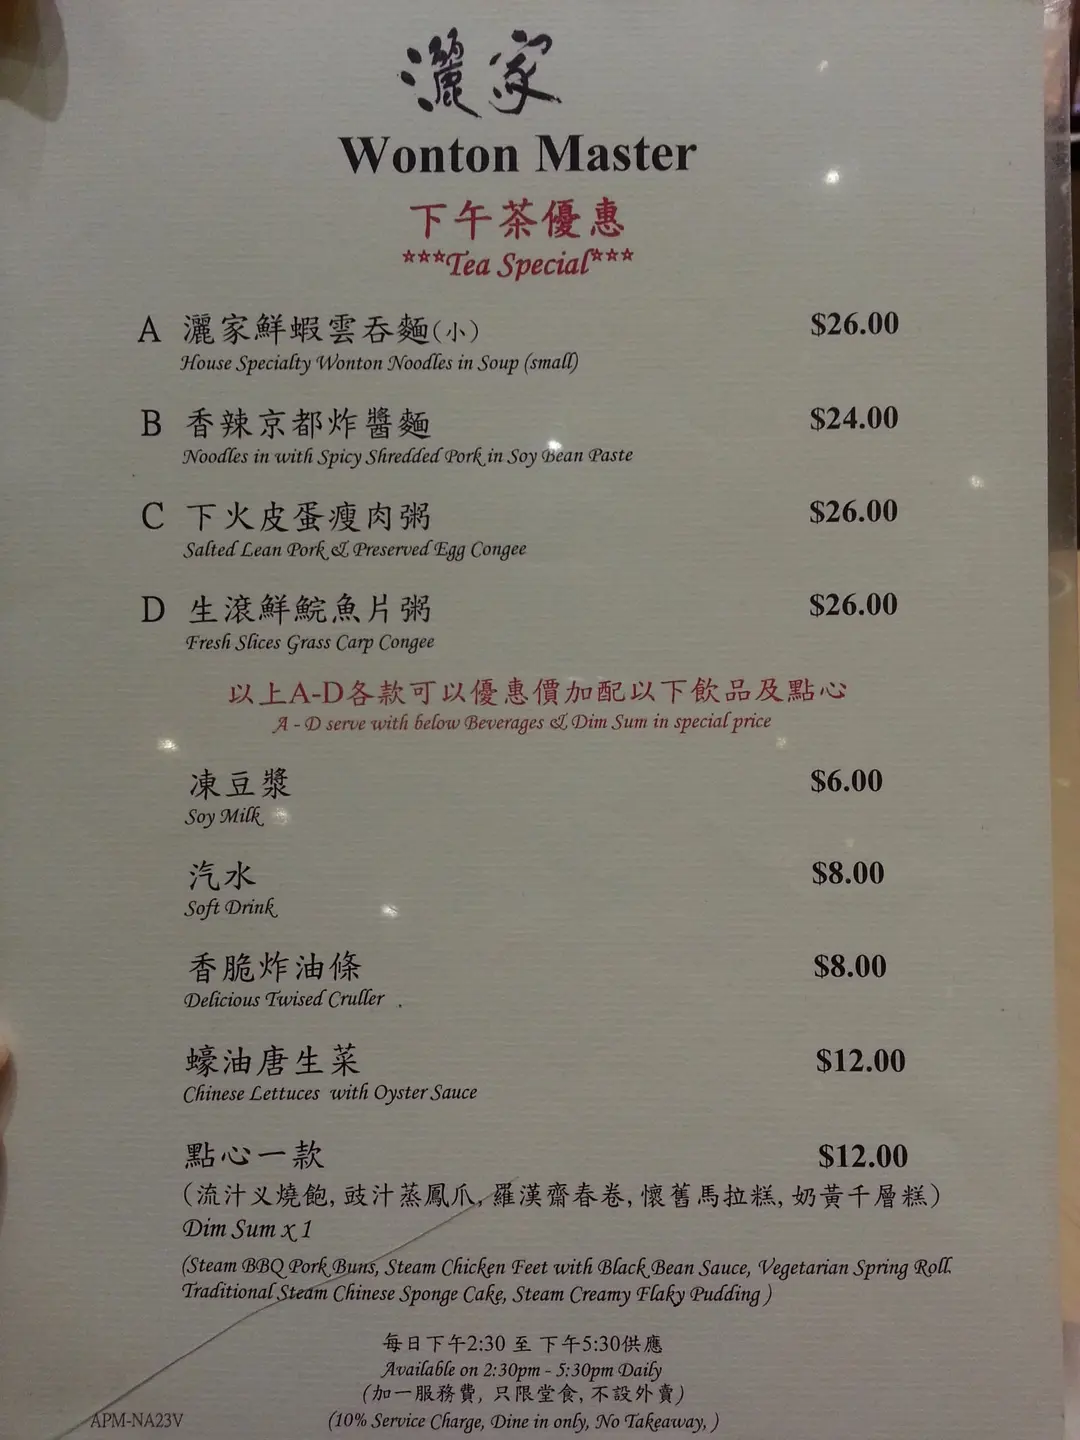 灑家
Wonton Master
下午茶優惠
***Tea Special***
A 灑家鮮蝦雲吞麵(小) $26.00
House Specialty Wonton Noodles in Soup (small)
B 香辣京都炸醬麵 $24.00
Noodles in with Spicy Shredded Pork in Soy Bean Paste
C 下火皮蛋瘦肉粥 $26.00
Salted Lean Pork & Preserved Egg Congee
D 生滾鮮鯇魚片粥 $26.00
Fresh Slices Grass Carp Congee
以上A-D各款可以優惠價加配以下飲品及點心
A - D serve with below Beverages & Dim Sum in special price
凍豆漿 $6.00
Soy Milk
汽水 $8.00
Soft Drink
香脆炸油條 $8.00
Delicious Twised Cruller .
蠔油唐生菜 $12.00
Chinese Lettuces with Oyster Sauce
點心一款 $12.00
(流汁义燒飽, 豉汁蒸鳳爪, 羅漢齋春卷, 懷舊馬拉糕, 奶黃千層糕)
Dim Sum x 1
(Steam BBQ Pork Buns, Steam Chicken Feet with Black Bean Sauce, Vegetarian Spring Roll.
Traditional Steam Chinese Sponge Cake, Steam Creamy Flaky Pudding )
每日下午2:30 至 下午5:30供應
Available on 2:30pm - 5:30pm Daily
(加一服務費, 只限堂食, 不設外賣)
APM-NA23V (10% Service Charge, Dine in only, No Takeaway, )